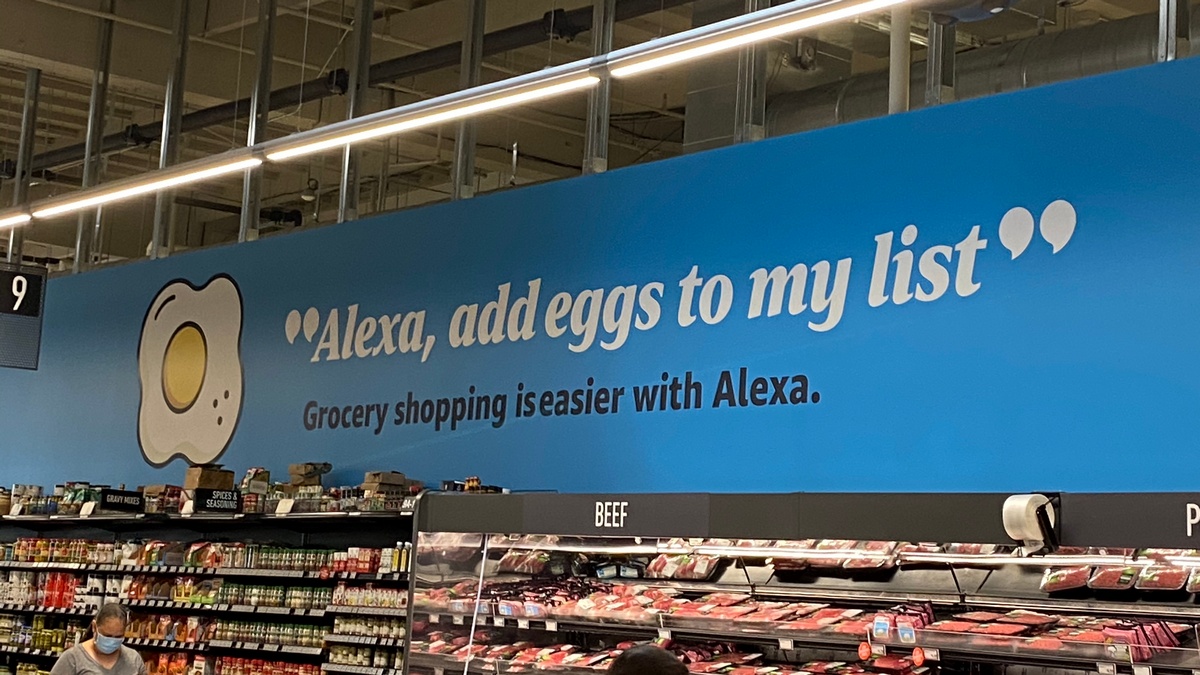 9
”Alexa, add eggs to my list”
Grocery shopping is easier with Alexa.
GRAVY MIXES
SPICES &
SEASONING
BEEF
P